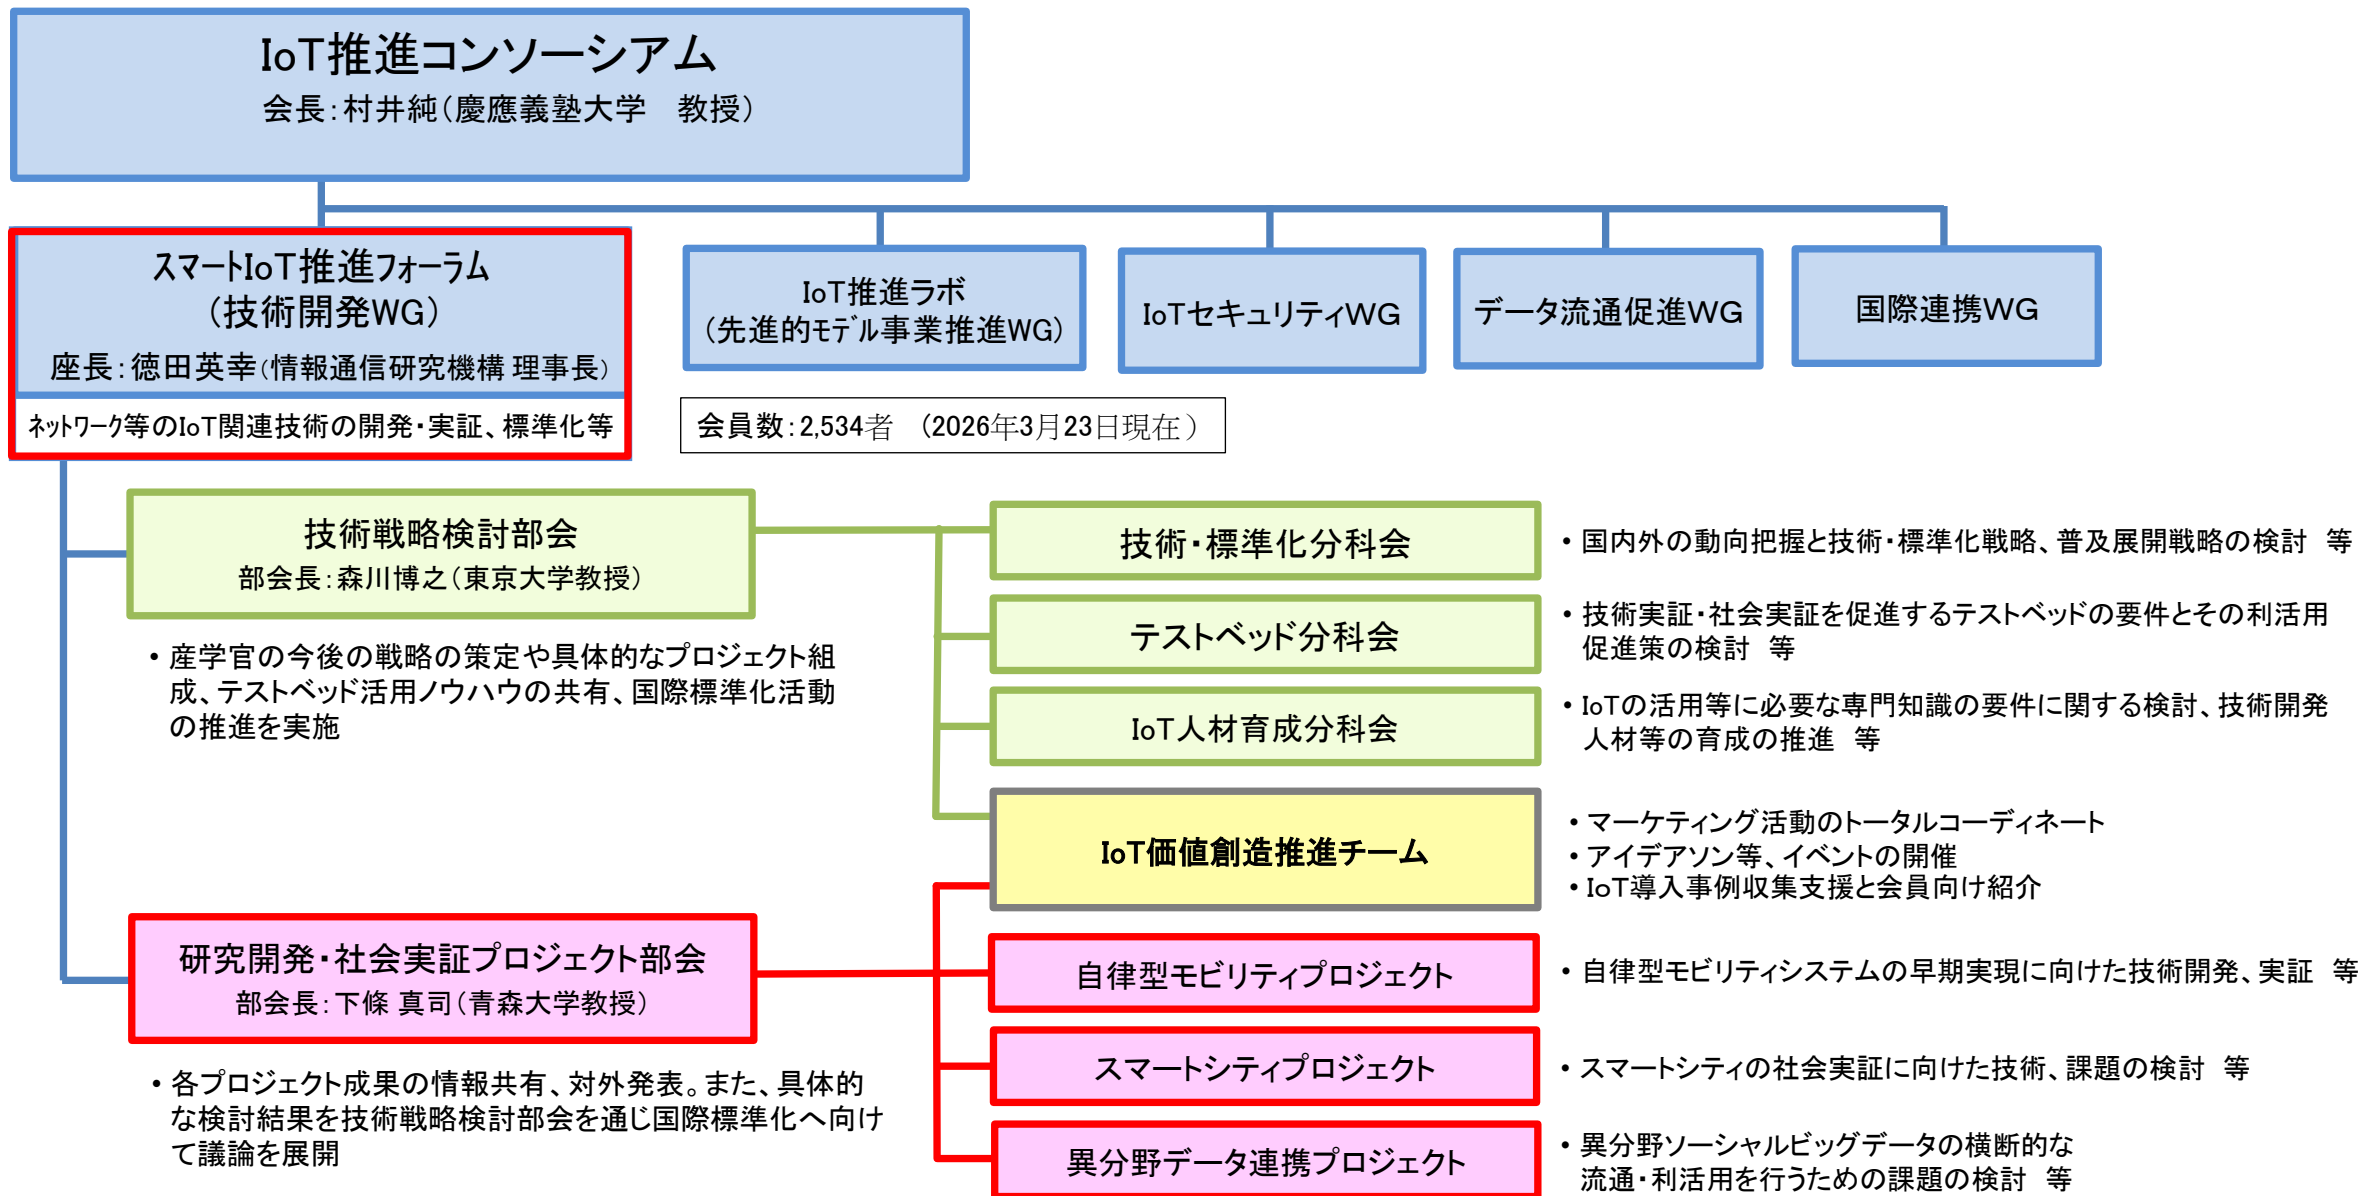 IoT推進コンソーシアム
会長：村井純（慶應義塾大学　教授）
スマートIoT推進フォーラム
（技術開発WG）
座長：徳田英幸（情報通信研究機構 理事長）
ネットワーク等のIoT関連技術の開発・実証、標準化等
IoT推進ラボ
（先進的モデル事業推進WG）
IoTセキュリティWG
データ流通促進WG
国際連携WG
会員数：2,534者　（2026年3月23日現在）
技術戦略検討部会
部会長：森川博之（東京大学教授）
・産学官の今後の戦略の策定や具体的なプロジェクト組
成、テストベッド活用ノウハウの共有、国際標準化活動
の推進を実施
技術・標準化分科会
・国内外の動向把握と技術・標準化戦略、普及展開戦略の検討　等
テストベッド分科会
・技術実証・社会実証を促進するテストベッドの要件とその利活用
促進策の検討　等
IoT人材育成分科会
・IoTの活用等に必要な専門知識の要件に関する検討、技術開発
人材等の育成の推進　等
IoT価値創造推進チーム
・マーケティング活動のトータルコーディネート
・アイデアソン等、イベントの開催
・IoT導入事例収集支援と会員向け紹介
研究開発・社会実証プロジェクト部会
部会長：下條 真司（青森大学教授）
・各プロジェクト成果の情報共有、対外発表。また、具体的
な検討結果を技術戦略検討部会を通じ国際標準化へ向け
て議論を展開
自律型モビリティプロジェクト
・自律型モビリティシステムの早期実現に向けた技術開発、実証　等
スマートシティプロジェクト
・スマートシティの社会実証に向けた技術、課題の検討　等
異分野データ連携プロジェクト
・異分野ソーシャルビッグデータの横断的な
流通・利活用を行うための課題の検討　等